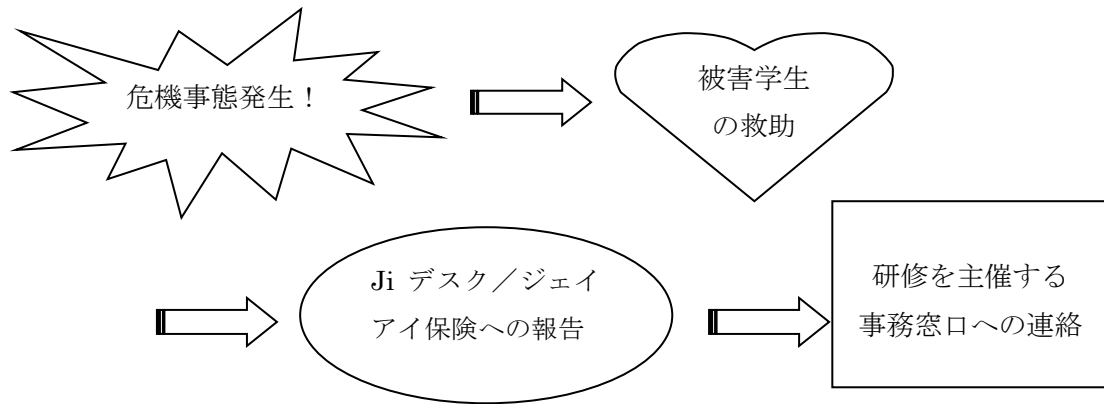 危機事態発生！
被害学生
の救助
Ji デスク／ジェイ
アイ保険への報告
研修を主催する
事務窓口への連絡